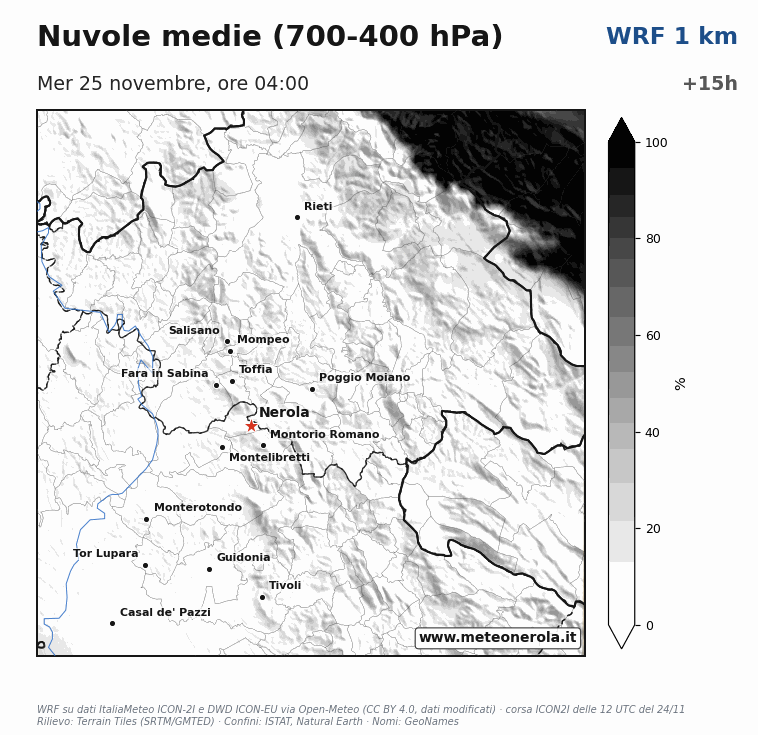 Nuvole medie (700-400 hPa)
WRF 1 km
Mer 25 novembre, ore 04:00
+15h
Rieti
Salisano
Mompeo
Toffia
Fara in Sabina
Poggio Moiano
Nerola
Montorio Romano
Montelibretti
Monterotondo
Tor Lupara
Guidonia
Tivoli
Casal de' Pazzi
www.meteonerola.it
100
80
60
40
20
0
%
WRF su dati ItaliaMeteo ICON-2I e DWD ICON-EU via Open-Meteo (CC BY 4.0, dati modificati) · corsa ICON2I delle 12 UTC del 24/11
Rilievo: Terrain Tiles (SRTM/GMTED) · Confini: ISTAT, Natural Earth · Nomi: GeoNames